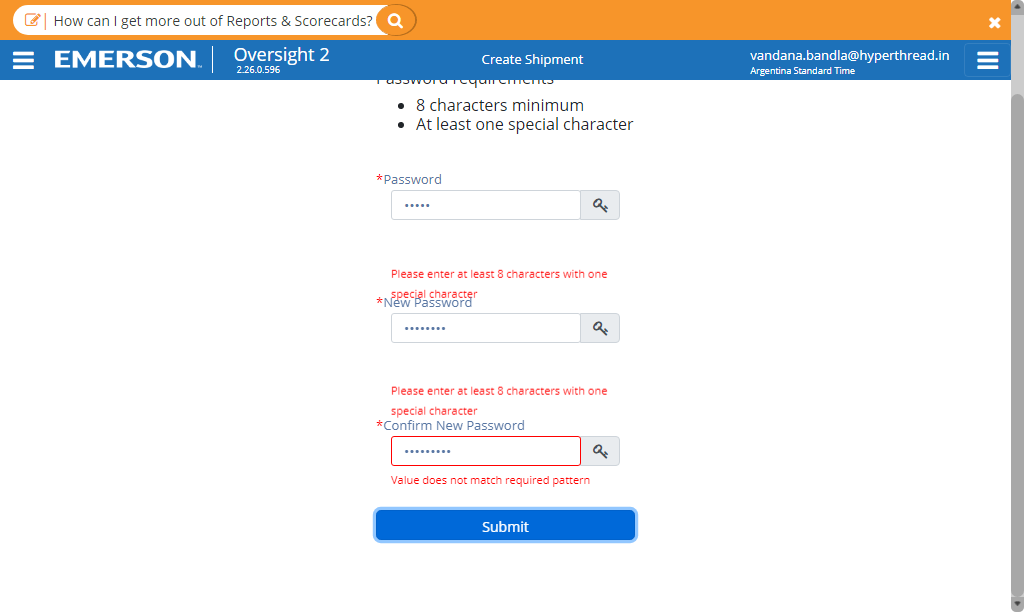 How can I get more out of Reports & Scorecards?
EMERSON
Oversight 2
2.26.0.596
Create Shipment
vandana.bandla@hyperthread.in
Argentina Standard Time
Password requirements
• 8 characters minimum
• At least one special character
*Password
•••••
Please enter at least 8 characters with one
special character
*New Password
••••••••
Please enter at least 8 characters with one
special character
*Confirm New Password
•••••••••
Value does not match required pattern
Submit